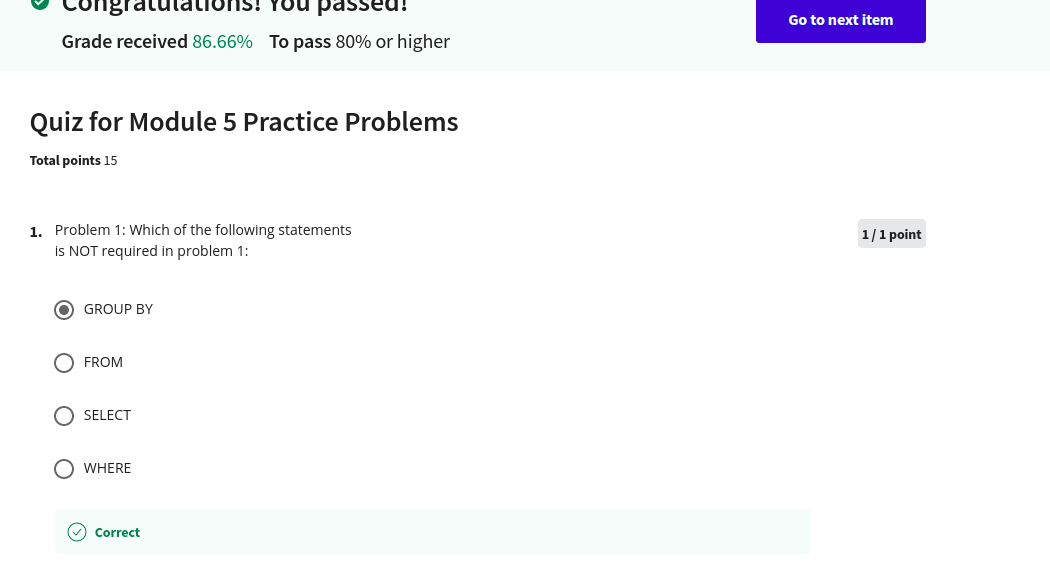 Congratulations! You passed!
Go to next item
Grade received 86.66% To pass 80% or higher
Quiz for Module 5 Practice Problems
Total points 15
1. Problem 1: Which of the following statements
is NOT required in problem 1:
1 / 1 point
GROUP BY
FROM
SELECT
WHERE
Correct